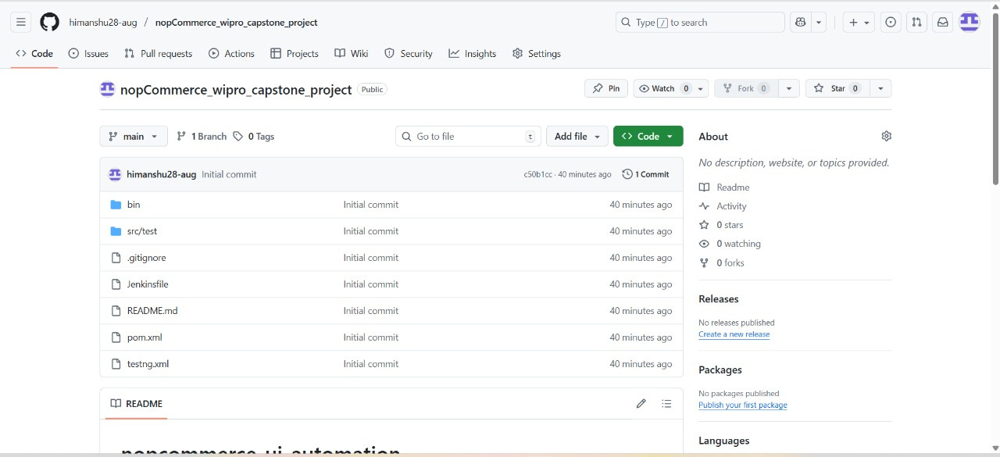 himanshu28-aug / nopCommerce_wipro_capstone_project Type / to search
Code Issues Pull requests Actions Projects Wiki Security Insights Settings
nopCommerce_wipro_capstone_project Public Pin Watch 0 Fork 0 Star 0
main 1 Branch 0 Tags Go to file t Add file Code
himanshu28-aug Initial commit c50b1cc · 40 minutes ago 1 Commit
bin Initial commit 40 minutes ago
src/test Initial commit 40 minutes ago
.gitignore Initial commit 40 minutes ago
Jenkinsfile Initial commit 40 minutes ago
README.md Initial commit 40 minutes ago
pom.xml Initial commit 40 minutes ago
testng.xml Initial commit 40 minutes ago
README
nopcommerce_ui_automation
About
No description, website, or topics provided.
Readme
Activity
0 stars
0 watching
0 forks
Releases
No releases published
Create a new release
Packages
No packages published
Publish your first package
Languages